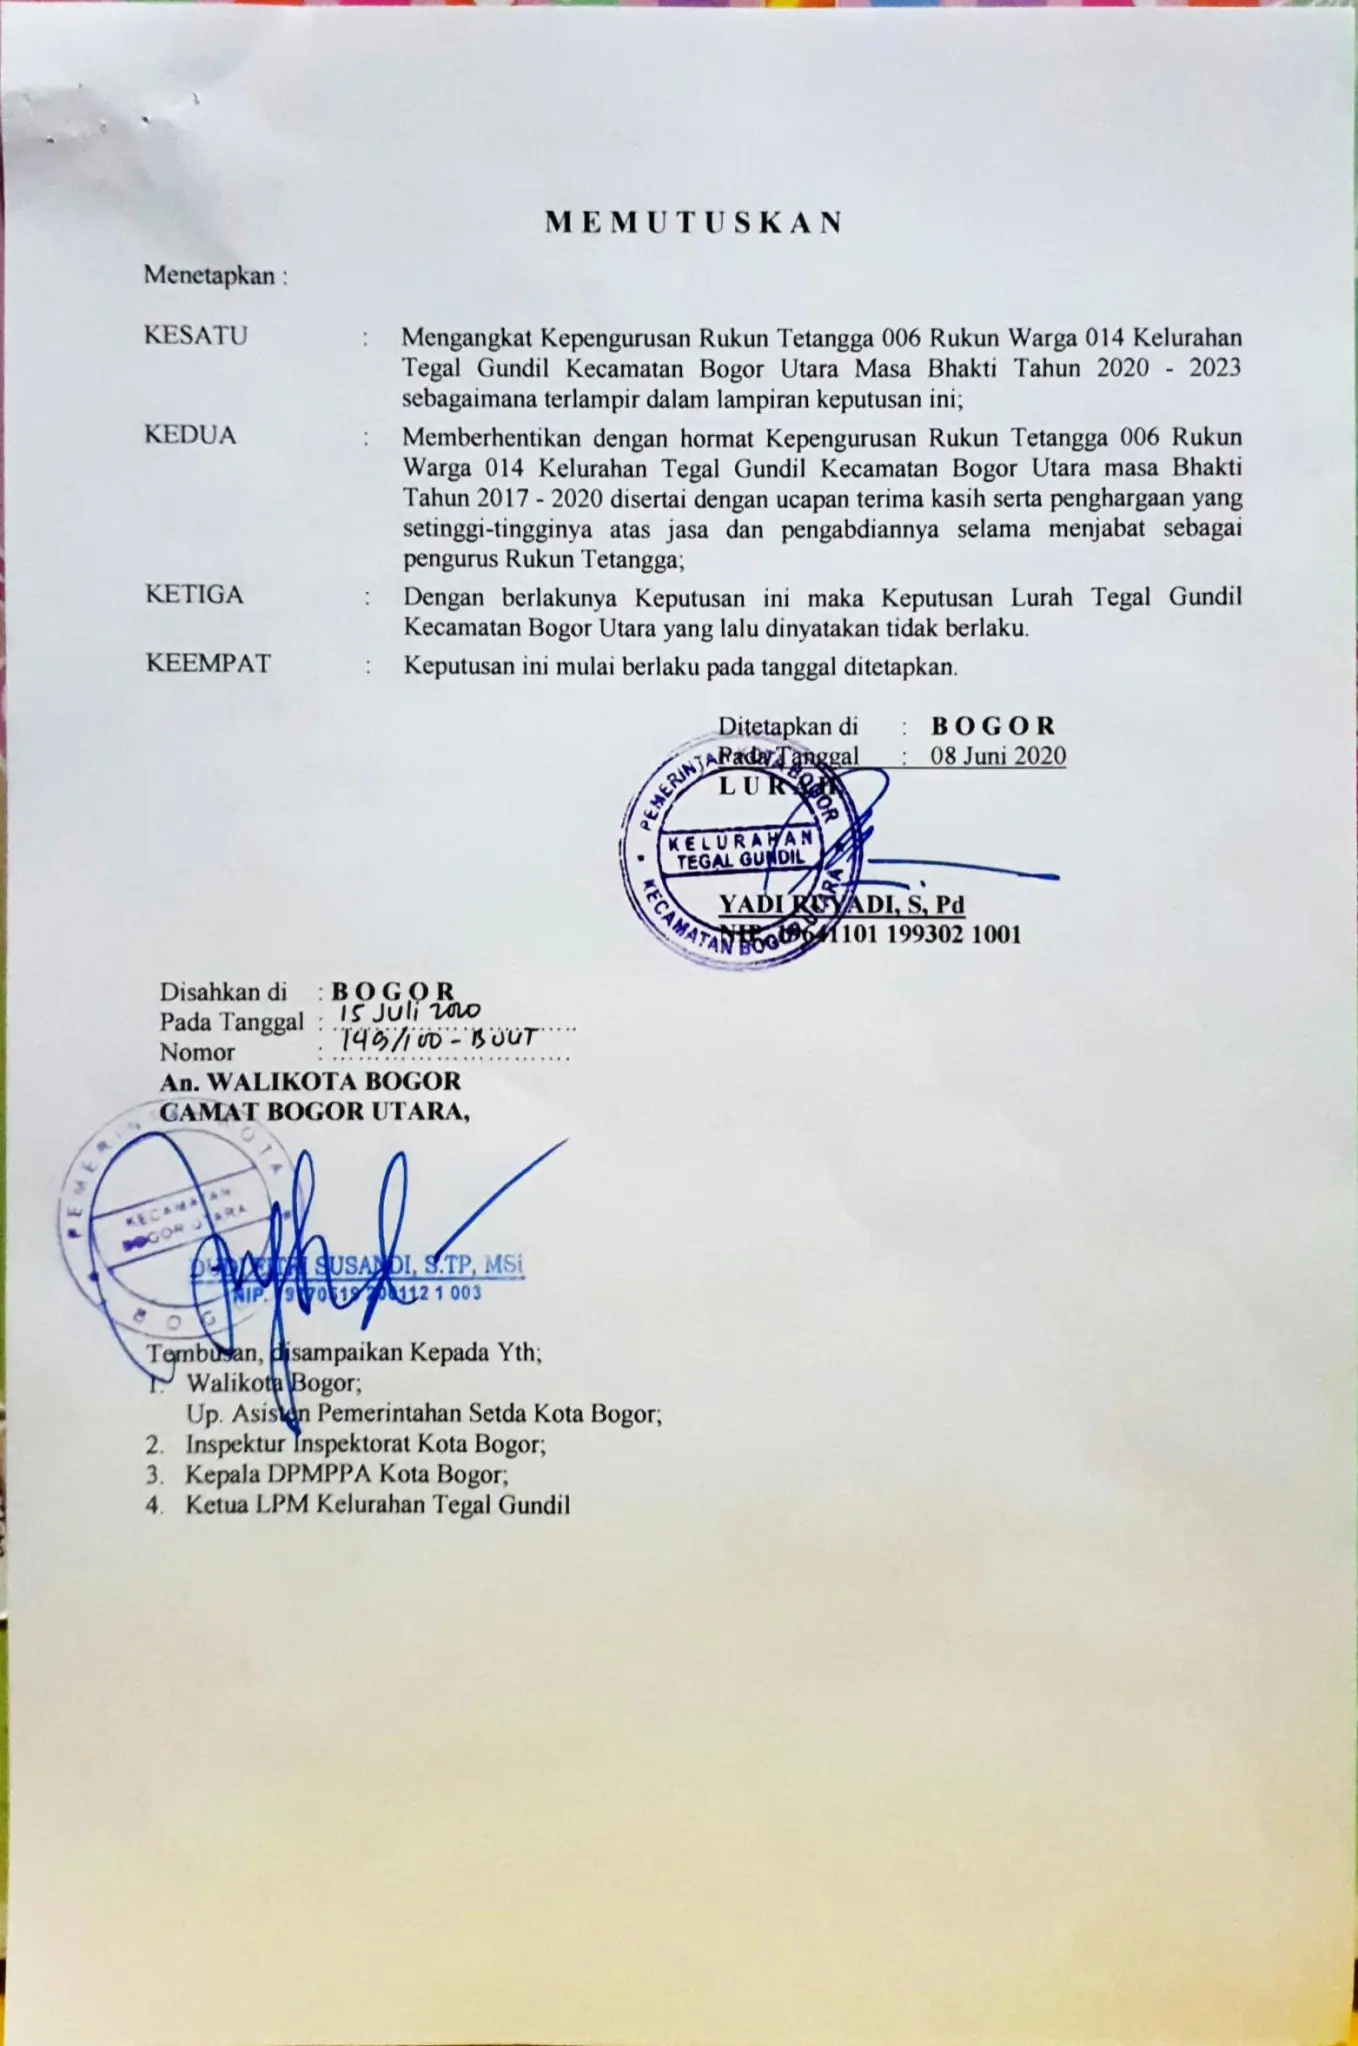 MEMUTUSKAN
Menetapkan :
KESATU : Mengangkat Kepengurusan Rukun Tetangga 006 Rukun Warga 014 Kelurahan
Tegal Gundil Kecamatan Bogor Utara Masa Bhakti Tahun 2020 - 2023
sebagaimana terlampir dalam lampiran keputusan ini;
KEDUA : Memberhentikan dengan hormat Kepengurusan Rukun Tetangga 006 Rukun
Warga 014 Kelurahan Tegal Gundil Kecamatan Bogor Utara masa Bhakti
Tahun 2017 - 2020 disertai dengan ucapan terima kasih serta penghargaan yang
setinggi-tingginya atas jasa dan pengabdiannya selama menjabat sebagai
pengurus Rukun Tetangga;
KETIGA : Dengan berlakunya Keputusan ini maka Keputusan Lurah Tegal Gundil
Kecamatan Bogor Utara yang lalu dinyatakan tidak berlaku.
KEEMPAT : Keputusan ini mulai berlaku pada tanggal ditetapkan.
Ditetapkan di : BOGOR
Pada Tanggal : 08 Juni 2020
LURAH
PEMERINTAH KOTA BOGOR
KELURAHAN
TEGAL GUNDIL
KECAMATAN BOGOR UTARA
YADI RUYADI, S, Pd
NIP. 19641101 199302 1001
Disahkan di : BOGOR
Pada Tanggal : 15 Juli 2020
Nomor : 149/100 - BOUT
An. WALIKOTA BOGOR
CAMAT BOGOR UTARA,
PEMERINTAH KOTA
KECAMATAN
BOGOR UTARA
BOGOR
SUSANDI, S.TP, MSi
NIP. 1 003
Tembusan, disampaikan Kepada Yth;
1. Walikota Bogor;
Up. Asisten Pemerintahan Setda Kota Bogor;
2. Inspektur Inspektorat Kota Bogor;
3. Kepala DPMPPA Kota Bogor;
4. Ketua LPM Kelurahan Tegal Gundil